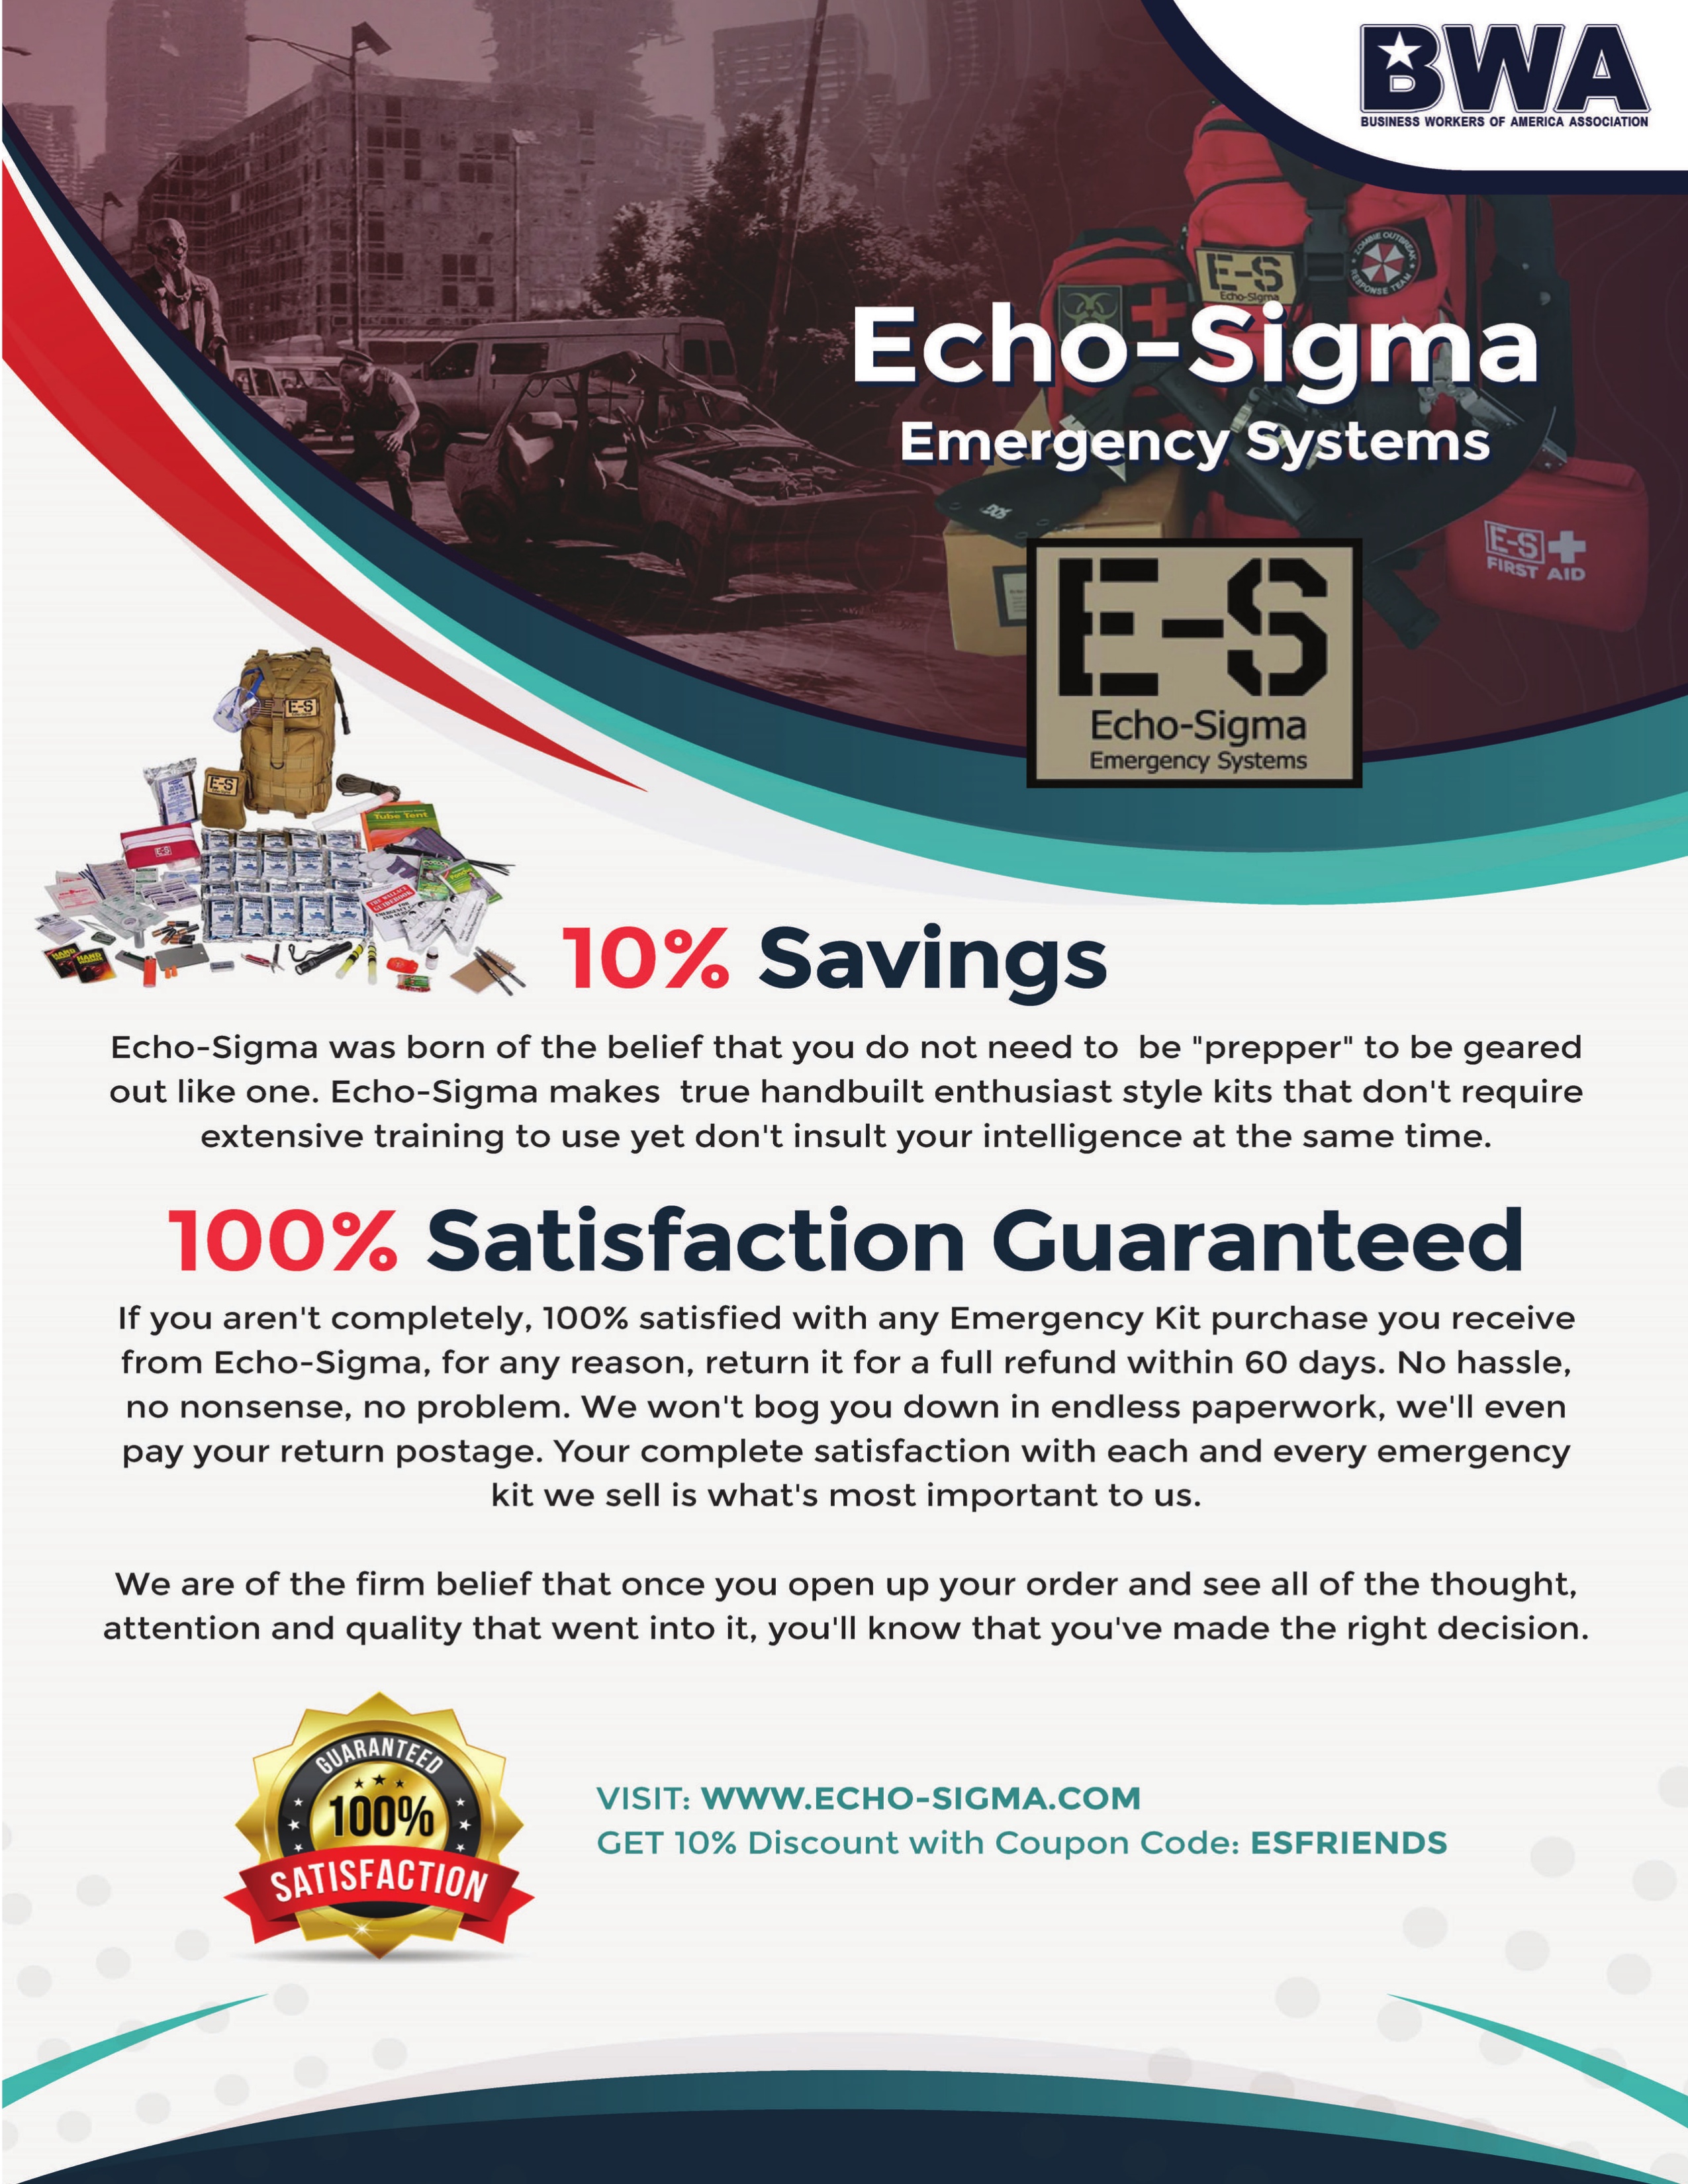 BWA
BUSINESS WORKERS OF AMERICA ASSOCIATION
ZOMBIE OUTBREAK
RESPONSE TEAM
E-S
Echo-Sigma
Echo-Sigma
Emergency Systems
SOG
E-S
FIRST AID
E-S
Echo-Sigma
Emergency Systems
E-S
E-S
Tube Tent
E-S
10% Savings
Echo-Sigma was born of the belief that you do not need to be "prepper" to be geared
out like one. Echo-Sigma makes true handbuilt enthusiast style kits that don't require
extensive training to use yet don't insult your intelligence at the same time.
100% Satisfaction Guaranteed
If you aren't completely, 100% satisfied with any Emergency Kit purchase you receive
from Echo-Sigma, for any reason, return it for a full refund within 60 days. No hassle,
no nonsense, no problem. We won't bog you down in endless paperwork, we'll even
pay your return postage. Your complete satisfaction with each and every emergency
kit we sell is what's most important to us.
We are of the firm belief that once you open up your order and see all of the thought,
attention and quality that went into it, you'll know that you've made the right decision.
GUARANTEED
100%
SATISFACTION
VISIT: WWW.ECHO-SIGMA.COM
GET 10% Discount with Coupon Code: ESFRIENDS